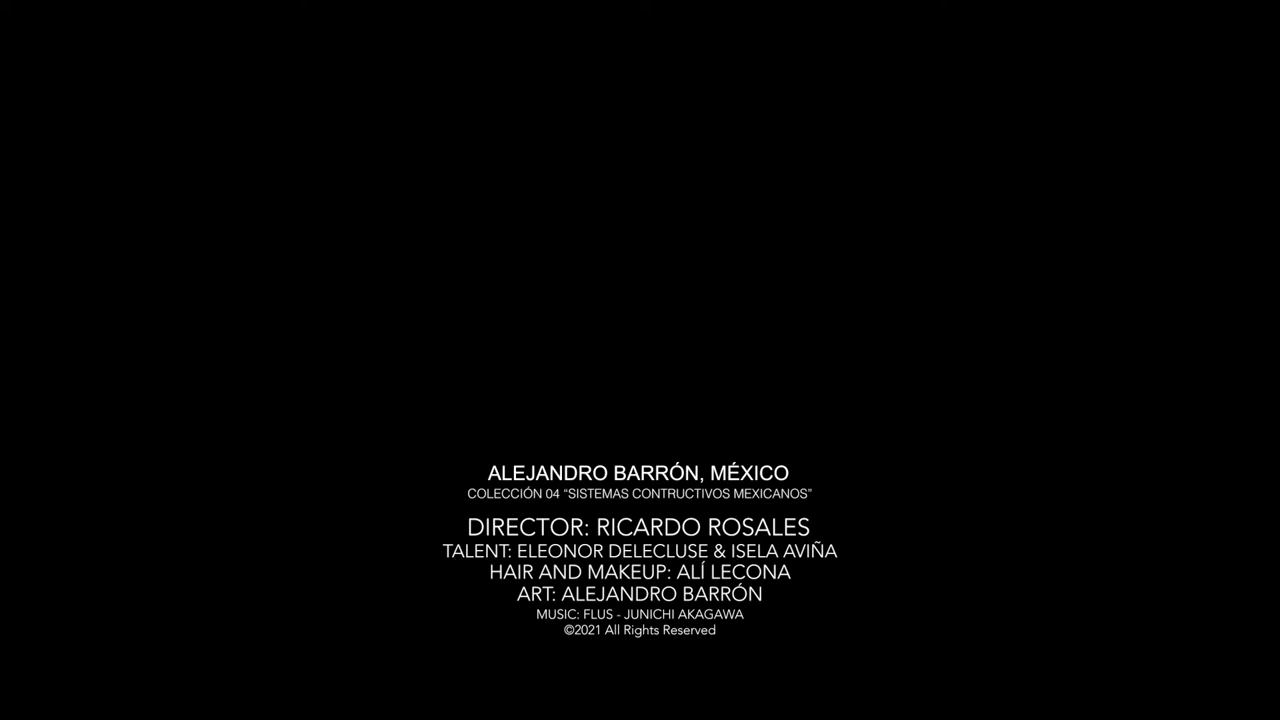 ALEJANDRO BARRÓN, MÉXICO
COLECCIÓN 04 “SISTEMAS CONTRUCTIVOS MEXICANOS”
DIRECTOR: RICARDO ROSALES
TALENT: ELEONOR DELECLUSE & ISELA AVIÑA
HAIR AND MAKEUP: ALÍ LECONA
ART: ALEJANDRO BARRÓN
MUSIC: FLUS - JUNICHI AKAGAWA
©2021 All Rights Reserved